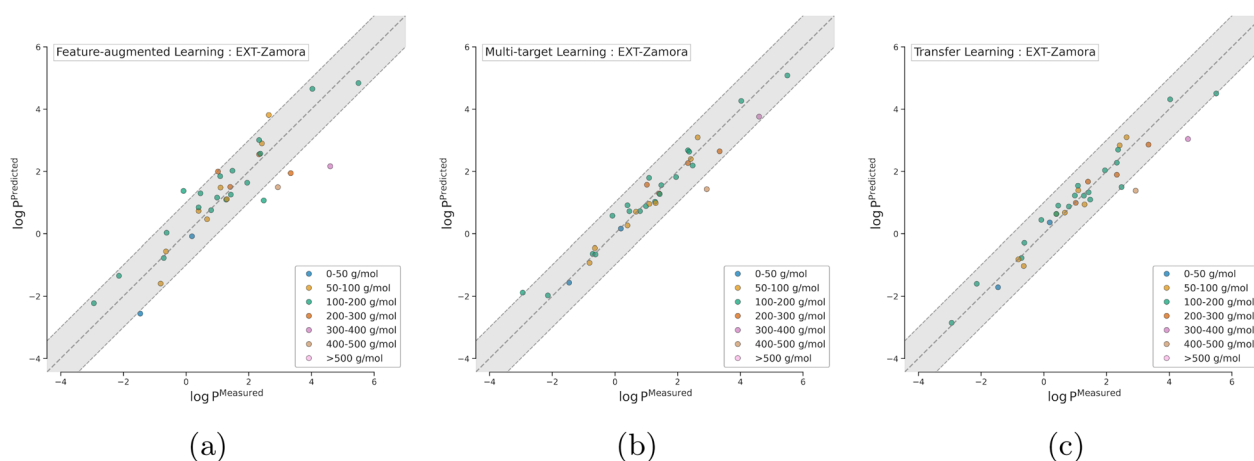 Feature-augmented Learning : EXT-Zamora
log P^Predicted
6
4
2
0
−2
−4
0-50 g/mol
50-100 g/mol
100-200 g/mol
200-300 g/mol
300-400 g/mol
400-500 g/mol
>500 g/mol
−4 −2 0 2 4 6
log P^Measured
(a)
Multi-target Learning : EXT-Zamora
log P^Predicted
6
4
2
0
−2
−4
0-50 g/mol
50-100 g/mol
100-200 g/mol
200-300 g/mol
300-400 g/mol
400-500 g/mol
>500 g/mol
−4 −2 0 2 4 6
log P^Measured
(b)
Transfer Learning : EXT-Zamora
log P^Predicted
6
4
2
0
−2
−4
0-50 g/mol
50-100 g/mol
100-200 g/mol
200-300 g/mol
300-400 g/mol
400-500 g/mol
>500 g/mol
−4 −2 0 2 4 6
log P^Measured
(c)